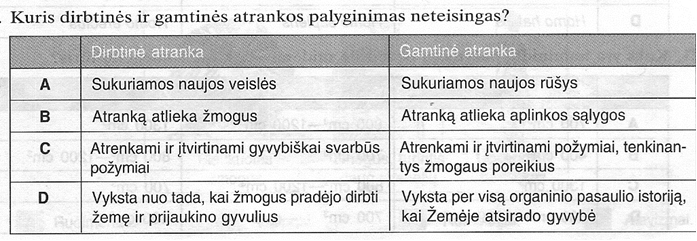 . Kuris dirbtinės ir gamtinės atrankos palyginimas neteisingas?
Dirbtinė atranka Gamtinė atranka
A Sukuriamos naujos veislės Sukuriamos naujos rūšys
B Atranką atlieka žmogus Atranką atlieka aplinkos sąlygos
C Atrenkami ir įtvirtinami gyvybiškai svarbūs Atrenkami ir įtvirtinami požymiai, tenkinan-
požymiai tys žmogaus poreikius
D Vyksta nuo tada, kai žmogus pradėjo dirbti Vyksta per visą organinio pasaulio istoriją,
žemę ir prijaukino gyvulius kai Žemėje atsirado gyvybė